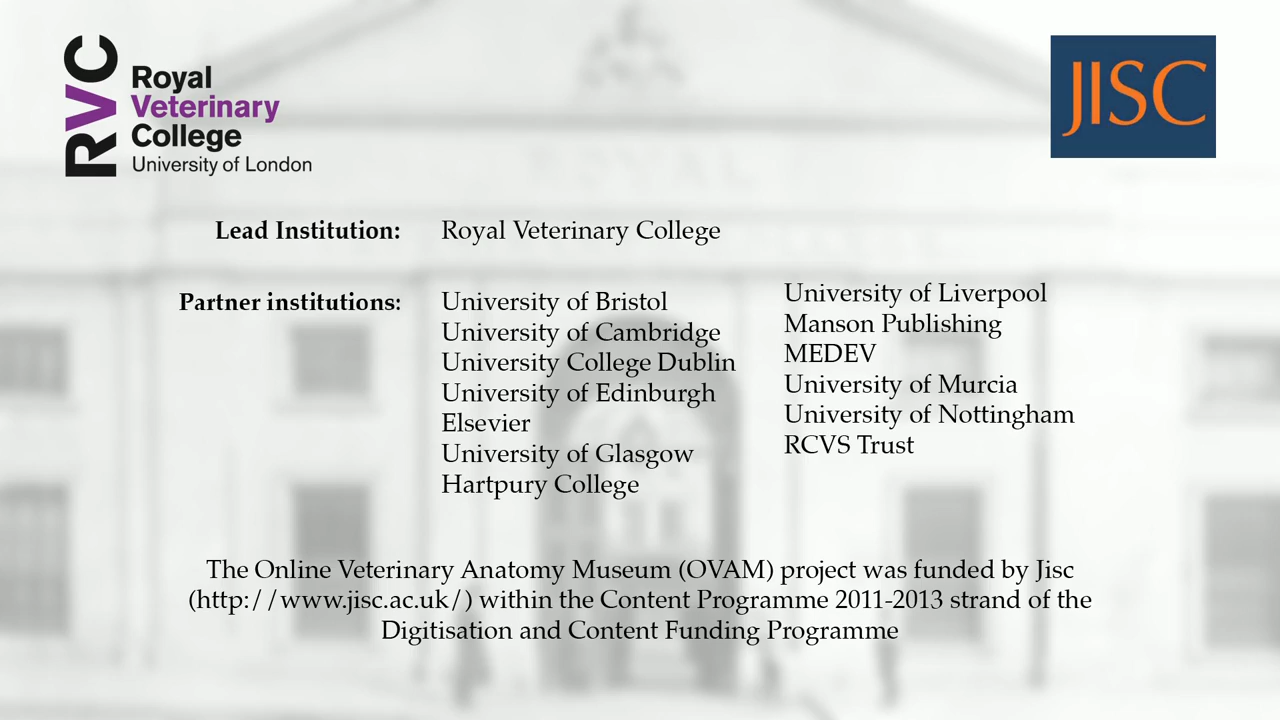 RVC
Royal
Veterinary
College
University of London
JISC
Lead Institution: Royal Veterinary College
Partner institutions:
University of Bristol
University of Cambridge
University College Dublin
University of Edinburgh
Elsevier
University of Glasgow
Hartpury College
University of Liverpool
Manson Publishing
MEDEV
University of Murcia
University of Nottingham
RCVS Trust
The Online Veterinary Anatomy Museum (OVAM) project was funded by Jisc
(http://www.jisc.ac.uk/) within the Content Programme 2011-2013 strand of the
Digitisation and Content Funding Programme